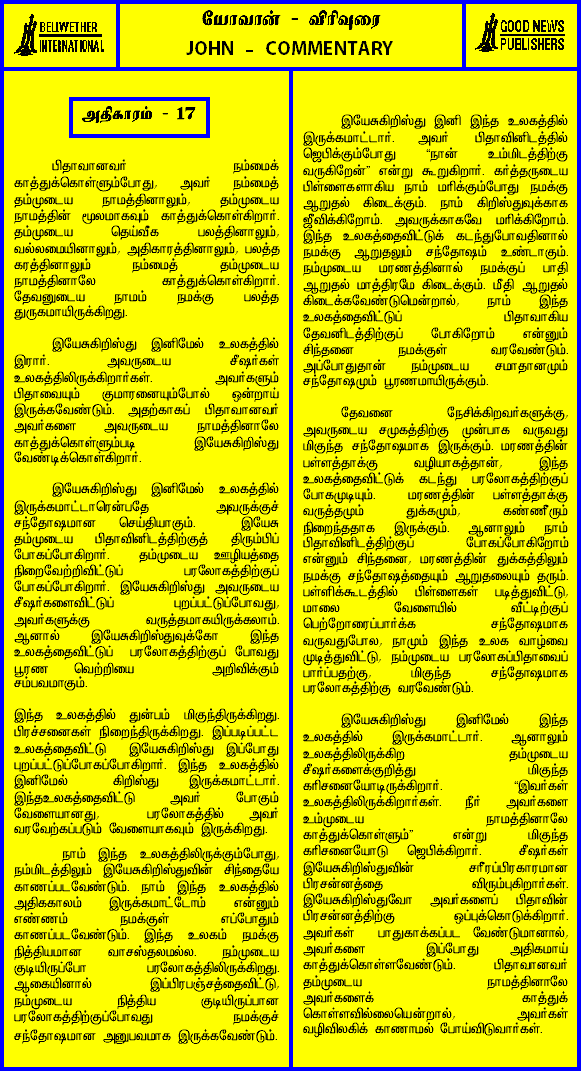 BELLWETHER
INTERNATIONAL
யோவான் - விரிவுரை
JOHN - COMMENTARY
GOOD NEWS
PUBLISHERS
அதிகாரம் - 17
பிதாவானவர் நம்மைக்
காத்துக்கொள்ளும்போது, அவர் நம்மைத்
தம்முடைய நாமத்தினாலும், தம்முடைய
நாமத்தின் மூலமாகவும் காத்துக்கொள்கிறார்.
தம்முடைய தெய்வீக பலத்தினாலும்,
வல்லமையினாலும், அதிகாரத்தினாலும், பலத்த
கரத்தினாலும் நம்மைத் தம்முடைய
நாமத்தினாலே காத்துக்கொள்கிறார்.
தேவனுடைய நாமம் நமக்கு பலத்த
துருகமாயிருக்கிறது.
இயேசுகிறிஸ்து இனிமேல் உலகத்தில்
இரார். அவருடைய சீஷர்கள்
உலகத்திலிருக்கிறார்கள். அவர்களும்
பிதாவையும் குமாரனையும்போல் ஒன்றாய்
இருக்கவேண்டும். அதற்காகப் பிதாவானவர்
அவர்களை அவருடைய நாமத்தினாலே
காத்துக்கொள்ளும்படி இயேசுகிறிஸ்து
வேண்டிக்கொள்கிறார்.
இயேசுகிறிஸ்து இனிமேல் உலகத்தில்
இருக்கமாட்டாரென்பதே அவருக்குச்
சந்தோஷமான செய்தியாகும். இயேசு
தம்முடைய பிதாவினிடத்திற்குத் திரும்பிப்
போகப்போகிறார். தம்முடைய ஊழியத்தை
நிறைவேற்றிவிட்டுப் பரலோகத்திற்குப்
போகப்போகிறார். இயேசுகிறிஸ்து அவருடைய
சீஷர்களைவிட்டுப் புறப்பட்டுப்போவது,
அவர்களுக்கு வருத்தமாகயிருக்கலாம்.
ஆனால் இயேசுகிறிஸ்துவுக்கோ இந்த
உலகத்தைவிட்டுப் பரலோகத்திற்குப் போவது
பூரண வெற்றியை அறிவிக்கும்
சம்பவமாகும்.
இந்த உலகத்தில் துன்பம் மிகுந்திருக்கிறது.
பிரச்சனைகள் நிறைந்திருக்கிறது. இப்படிப்பட்ட
உலகத்தைவிட்டு இயேசுகிறிஸ்து இப்போது
புறப்பட்டுப்போகப்போகிறார். இந்த உலகத்தில்
இனிமேல் கிறிஸ்து இருக்கமாட்டார்.
இந்தஉலகத்தைவிட்டு அவர் போகும்
வேளையானது, பரலோகத்தில் அவர்
வரவேற்கப்படும் வேளையாகவும் இருக்கிறது.
நாம் இந்த உலகத்திலிருக்கும்போது,
நம்மிடத்திலும் இயேசுகிறிஸ்துவின் சிந்தையே
காணப்படவேண்டும். நாம் இந்த உலகத்தில்
அதிககாலம் இருக்கமாட்டோம் என்னும்
எண்ணம் நமக்குள் எப்போதும்
காணப்படவேண்டும். இந்த உலகம் நமக்கு
நித்தியமான வாசஸ்தலமல்ல. நம்முடைய
குடியிருப்போ பரலோகத்திலிருக்கிறது.
ஆகையினால் இப்பிரபஞ்சத்தைவிட்டு,
நம்முடைய நித்திய குடியிருப்பான
பரலோகத்திற்குப்போவது நமக்குச்
சந்தோஷமான அனுபவமாக இருக்கவேண்டும்.
இயேசுகிறிஸ்து இனி இந்த உலகத்தில்
இருக்கமாட்டார். அவர் பிதாவினிடத்தில்
ஜெபிக்கும்போது “நான் உம்மிடத்திற்கு
வருகிறேன்” என்று கூறுகிறார். கர்த்தருடைய
பிள்ளைகளாகிய நாம் மரிக்கும்போது நமக்கு
ஆறுதல் கிடைக்கும். நாம் கிறிஸ்துவுக்காக
ஜீவிக்கிறோம். அவருக்காகவே மரிக்கிறோம்.
இந்த உலகத்தைவிட்டுக் கடந்துபோவதினால்
நமக்கு ஆறுதலும் சந்தோஷம் உண்டாகும்.
நம்முடைய மரணத்தினால் நமக்குப் பாதி
ஆறுதல் மாத்திரமே கிடைக்கும். மீதி ஆறுதல்
கிடைக்கவேண்டுமென்றால், நாம் இந்த
உலகத்தைவிட்டுப் பிதாவாகிய
தேவனிடத்திற்குப் போகிறோம் என்னும்
சிந்தனை நமக்குள் வரவேண்டும்.
அப்போதுதான் நம்முடைய சமாதானமும்
சந்தோஷமும் பூரணமாயிருக்கும்.
தேவனை நேசிக்கிறவர்களுக்கு,
அவருடைய சமுகத்திற்கு முன்பாக வருவது
மிகுந்த சந்தோஷமாக இருக்கும். மரணத்தின்
பள்ளத்தாக்கு வழியாகத்தான், இந்த
உலகத்தைவிட்டுக் கடந்து பரலோகத்திற்குப்
போகமுடியும். மரணத்தின் பள்ளத்தாக்கு
வருத்தமும் துக்கமும், கண்ணீரும்
நிறைந்ததாக இருக்கும். ஆனாலும் நாம்
பிதாவினிடத்திற்குப் போகப்போகிறோம்
என்னும் சிந்தனை, மரணத்தின் துக்கத்திலும்
நமக்கு சந்தோஷத்தையும் ஆறுதலையும் தரும்.
பள்ளிக்கூடத்தில் பிள்ளைகள் படித்துவிட்டு,
மாலை வேளையில் வீட்டிற்குப்
பெற்றோரைப்பார்க்க சந்தோஷமாக
வருவதுபோல, நாமும் இந்த உலக வாழ்வை
முடித்துவிட்டு, நம்முடைய பரலோகப்பிதாவைப்
பார்ப்பதற்கு, மிகுந்த சந்தோஷமாக
பரலோகத்திற்கு வரவேண்டும்.
இயேசுகிறிஸ்து இனிமேல் இந்த
உலகத்தில் இருக்கமாட்டார். ஆனாலும்
உலகத்திலிருக்கிற தம்முடைய
சீஷர்களைக்குறித்து மிகுந்த
கரிசனையோடிருக்கிறார். “இவர்கள்
உலகத்திலிருக்கிறார்கள். நீர் அவர்களை
உம்முடைய நாமத்தினாலே
காத்துக்கொள்ளும்” என்று மிகுந்த
கரிசனையோடு ஜெபிக்கிறார். சீஷர்கள்
இயேசுகிறிஸ்துவின் சரீரப்பிரகாரமான
பிரசன்னத்தை விரும்புகிறார்கள்.
இயேசுகிறிஸ்துவோ அவர்களைப் பிதாவின்
பிரசன்னத்திற்கு ஒப்புக்கொடுக்கிறார்.
அவர்கள் பாதுகாக்கப்பட வேண்டுமானால்,
அவர்களை இப்போது அதிகமாய்
காத்துக்கொள்ளவேண்டும். பிதாவானவர்
தம்முடைய நாமத்தினாலே
அவர்களைக் காத்துக்
கொள்ளவில்லையென்றால், அவர்கள்
வழிவிலகிக் காணாமல் போய்விடுவார்கள்.